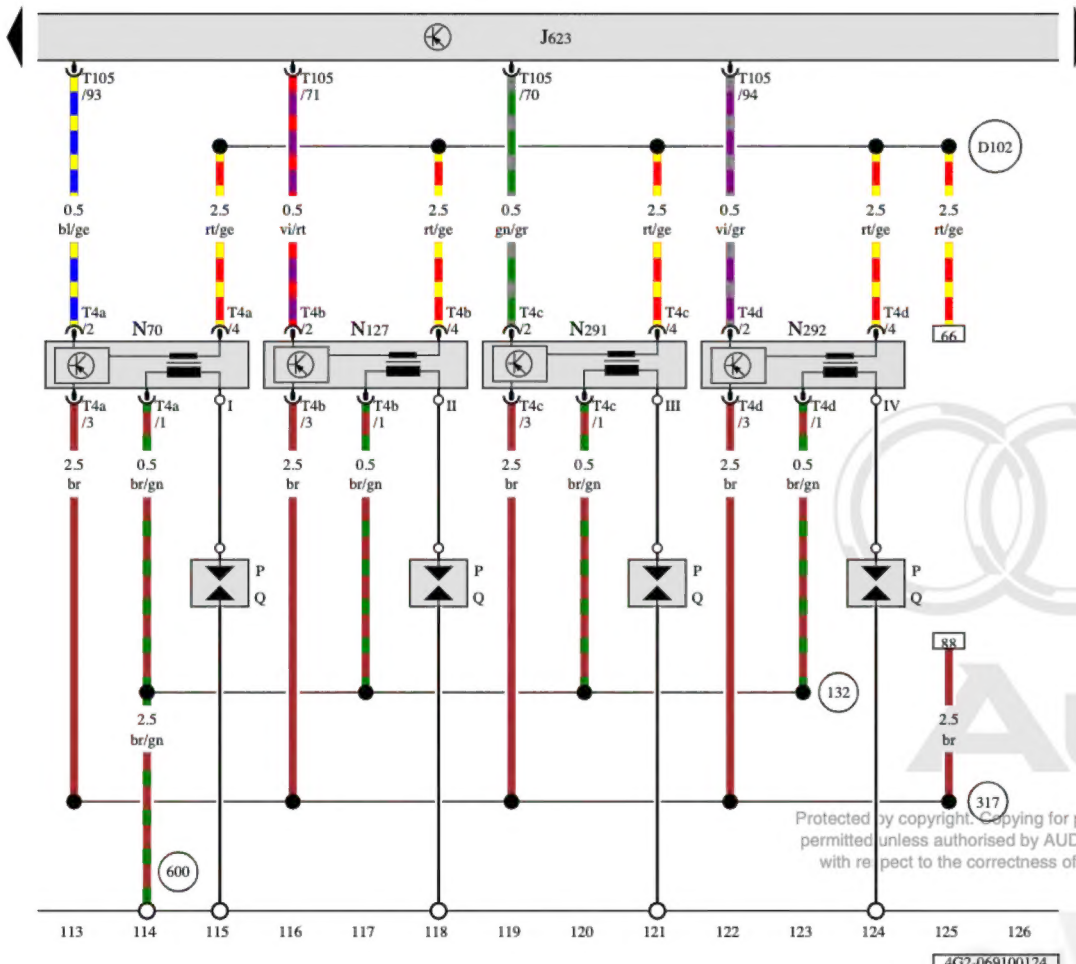 J623
T105 T105 T105 T105
/93 /71 /70 /94
D102
0.5 2.5 0.5 2.5 0.5 2.5 0.5 2.5 2.5
bl/ge rt/ge vi/rt rt/ge gn/gr rt/ge vi/gr rt/ge rt/ge
T4a N70 T4a T4b N127 T4b T4c N291 T4c T4d N292 T4d
/2 /4 /2 /4 /2 /4 /2 /4 66
T4a T4a I T4b T4b II T4c T4c III T4d T4d IV
/3 /1 /3 /1 /3 /1 /3 /1
2.5 0.5 2.5 0.5 2.5 0.5 2.5 0.5
br br/gn br br/gn br br/gn br br/gn
P P P P
Q Q Q Q
88
132
2.5 2.5
br/gn br
317
Protected by copyright. Copying for
permitted unless authorised by AUD
with respect to the correctness of
600
113 114 115 116 117 118 119 120 121 122 123 124 125 126
4G2-069100124